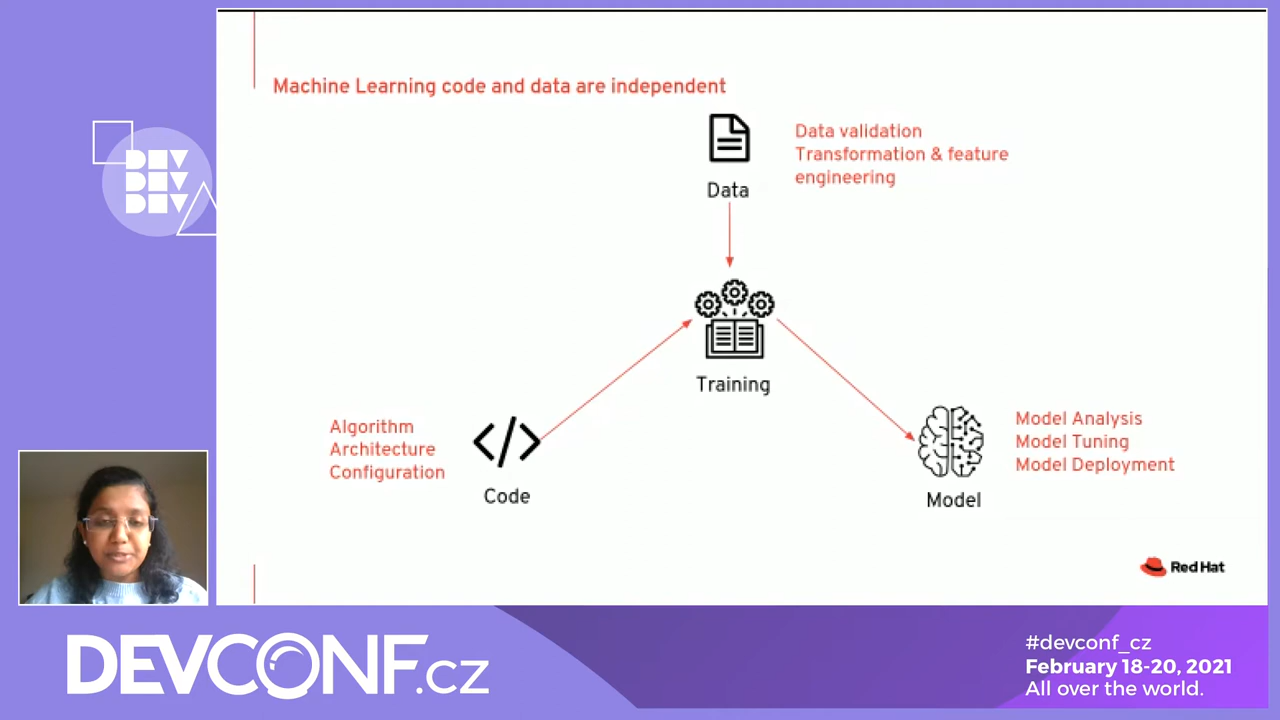 Machine Learning code and data are independent
Data validation
Transformation & feature
engineering
Data
Training
Algorithm
Architecture
Configuration
Code
Model Analysis
Model Tuning
Model Deployment
Model
Red Hat
DEV
DEV
DEV
DEVCONF.cz
#devconf_cz
February 18-20, 2021
All over the world.